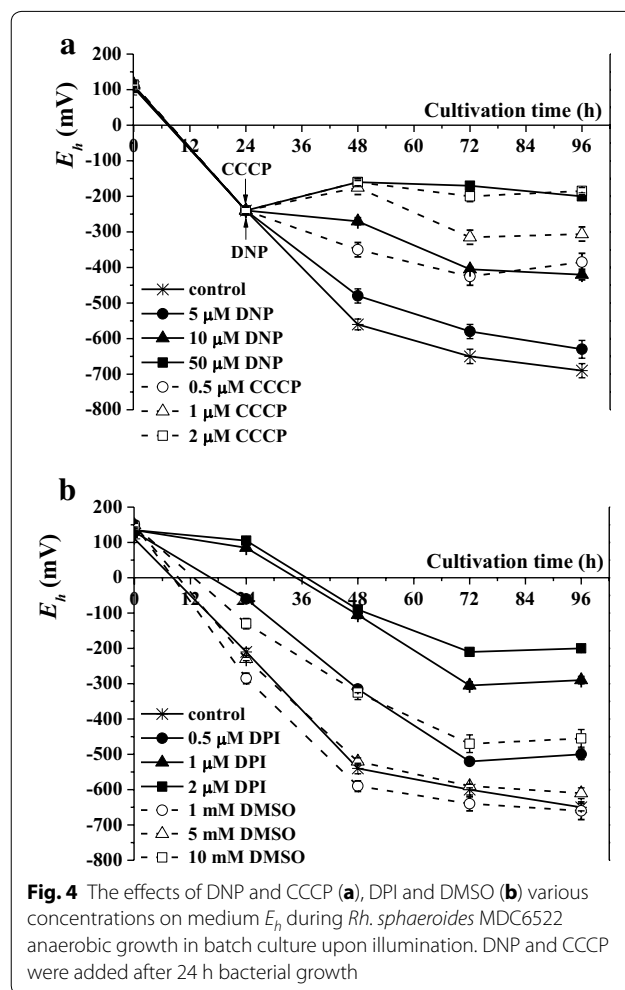 a
E_h (mV)
200
100
0
-100
-200
-300
-400
-500
-600
-700
-800
Cultivation time (h)
0 12 24 36 48 60 72 84 96
CCCP
DNP
control
5 μM DNP
10 μM DNP
50 μM DNP
0.5 μM CCCP
1 μM CCCP
2 μM CCCP
b
E_h (mV)
200
100
0
-100
-200
-300
-400
-500
-600
-700
-800
Cultivation time (h)
0 12 24 36 48 60 72 84 96
control
0.5 μM DPI
1 μM DPI
2 μM DPI
1 mM DMSO
5 mM DMSO
10 mM DMSO
Fig. 4 The effects of DNP and CCCP (a), DPI and DMSO (b) various
concentrations on medium E_h during Rh. sphaeroides MDC6522
anaerobic growth in batch culture upon illumination. DNP and CCCP
were added after 24 h bacterial growth